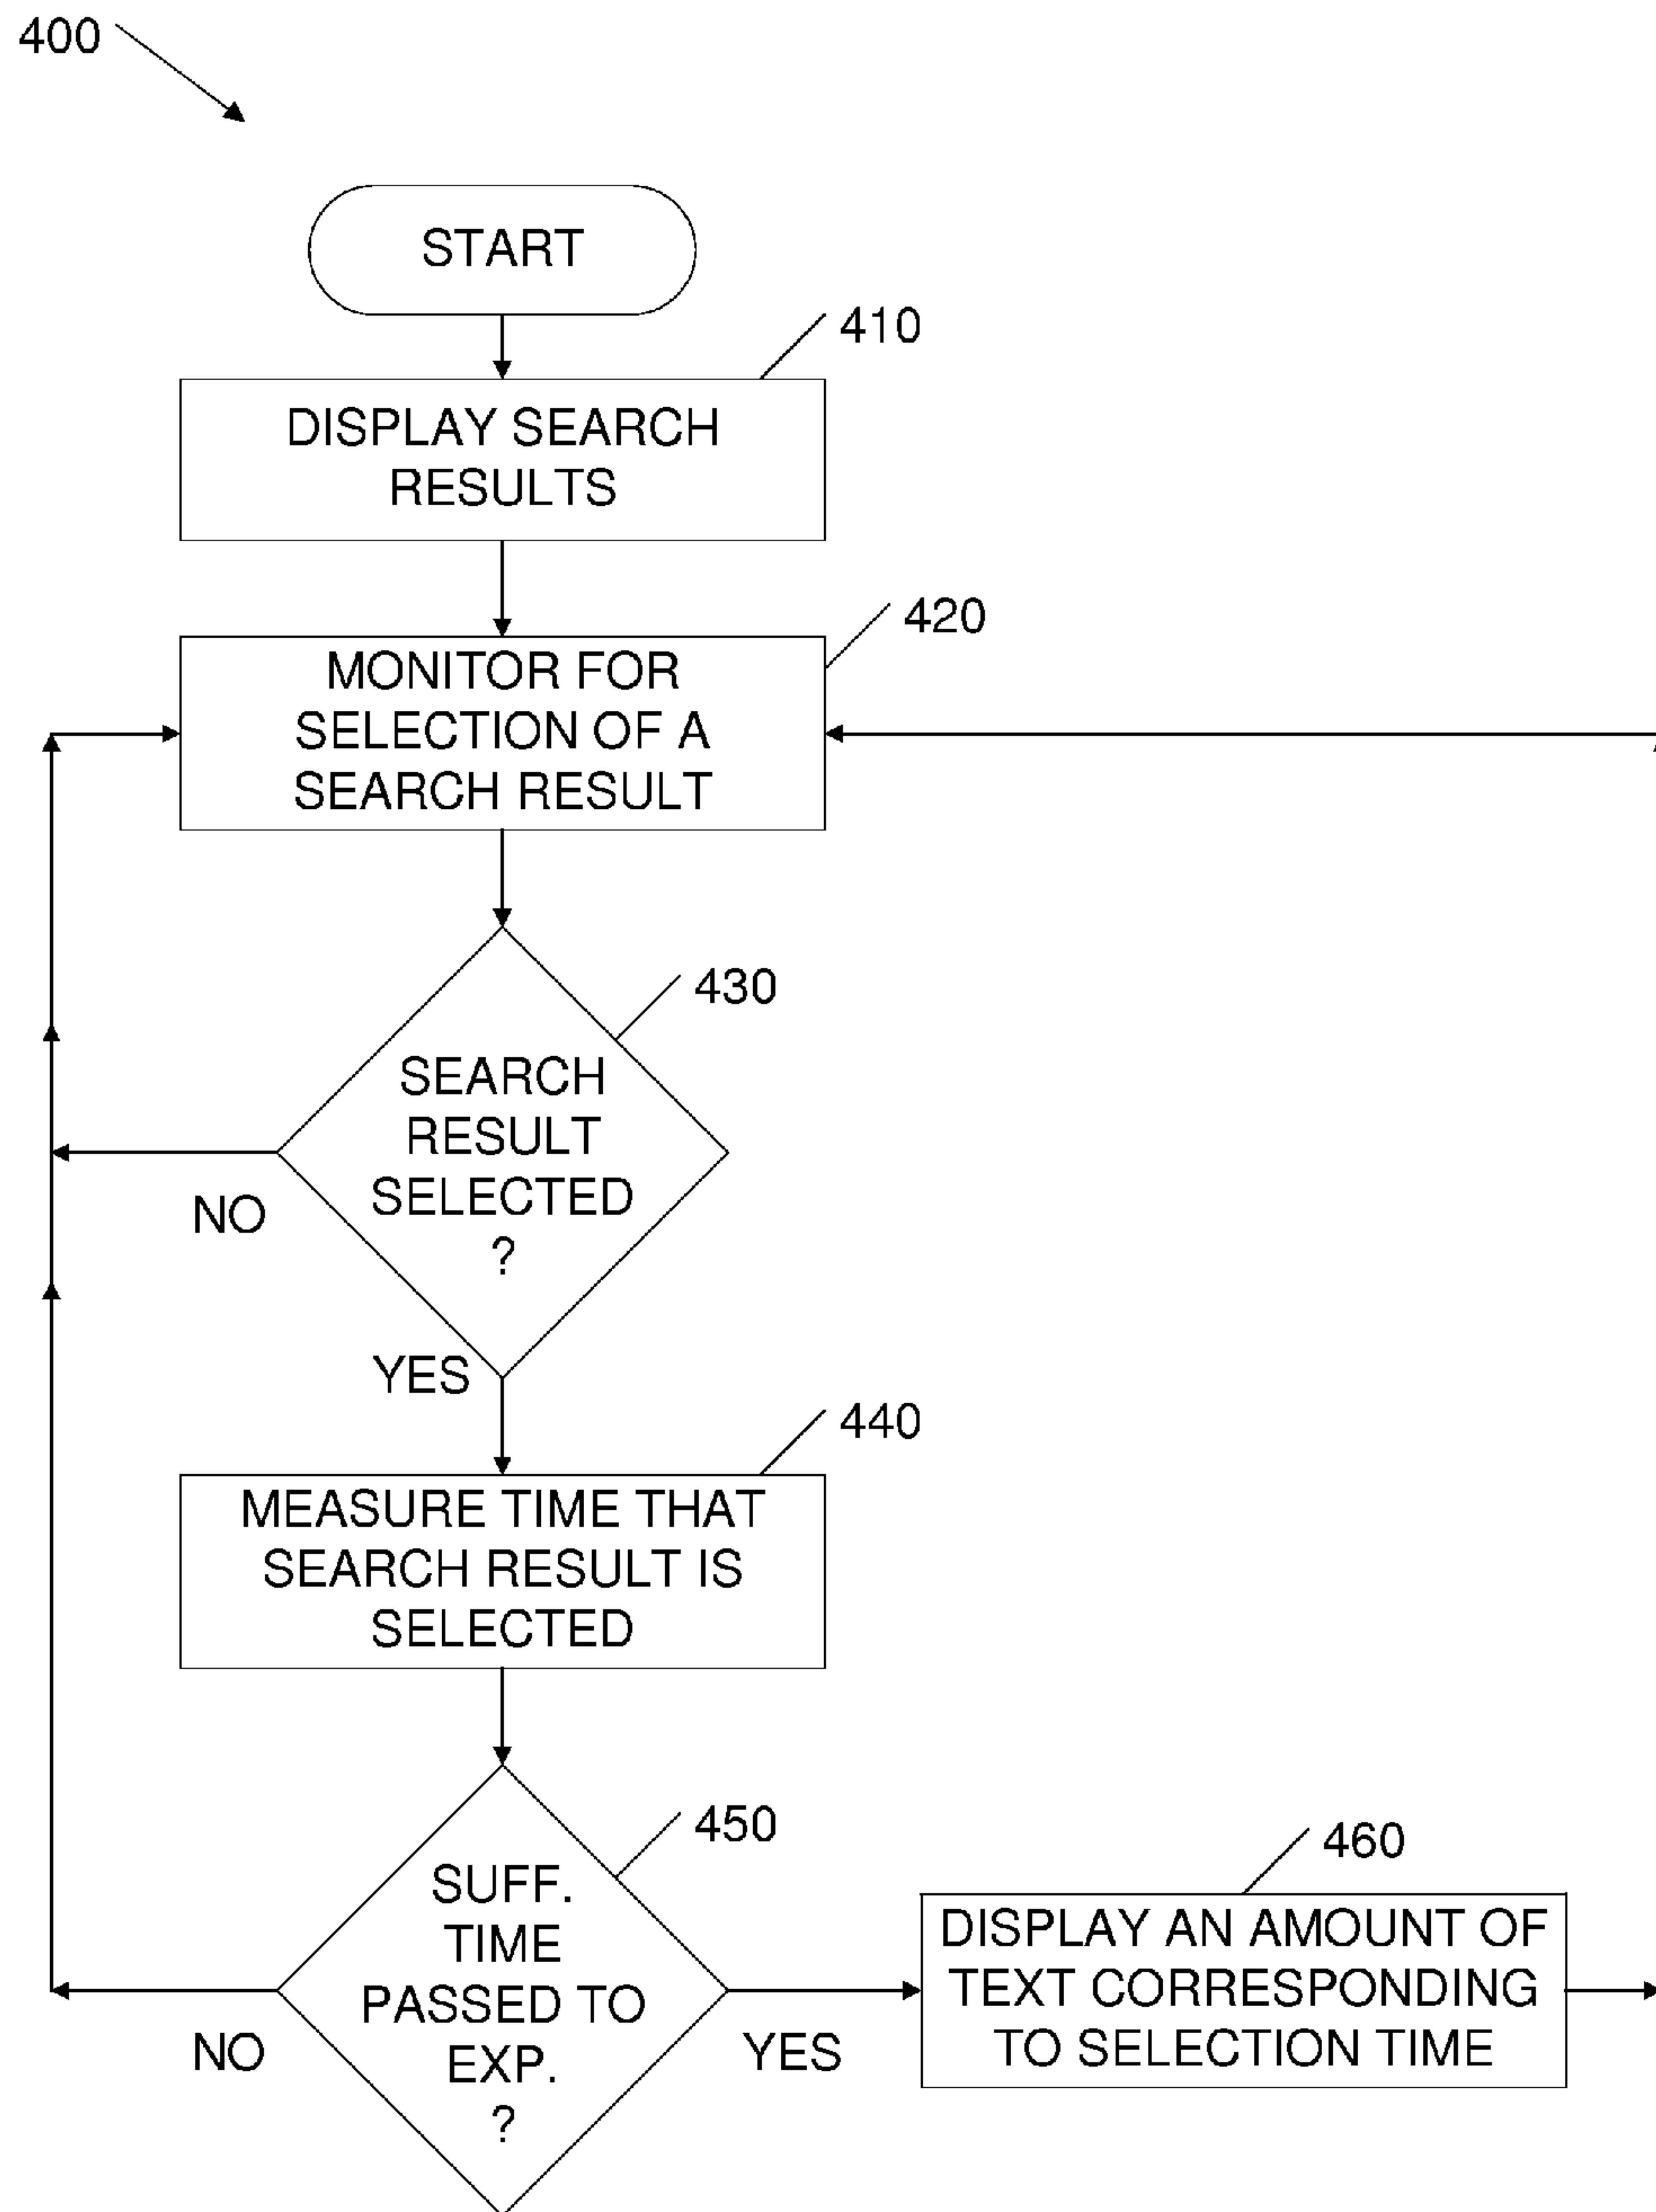 400
START
410
DISPLAY SEARCH
RESULTS
420
MONITOR FOR
SELECTION OF A
SEARCH RESULT
430
SEARCH
RESULT
SELECTED
?
NO
YES
440
MEASURE TIME THAT
SEARCH RESULT IS
SELECTED
450
SUFF.
TIME
PASSED TO
EXP.
?
NO
YES
460
DISPLAY AN AMOUNT OF
TEXT CORRESPONDING
TO SELECTION TIME